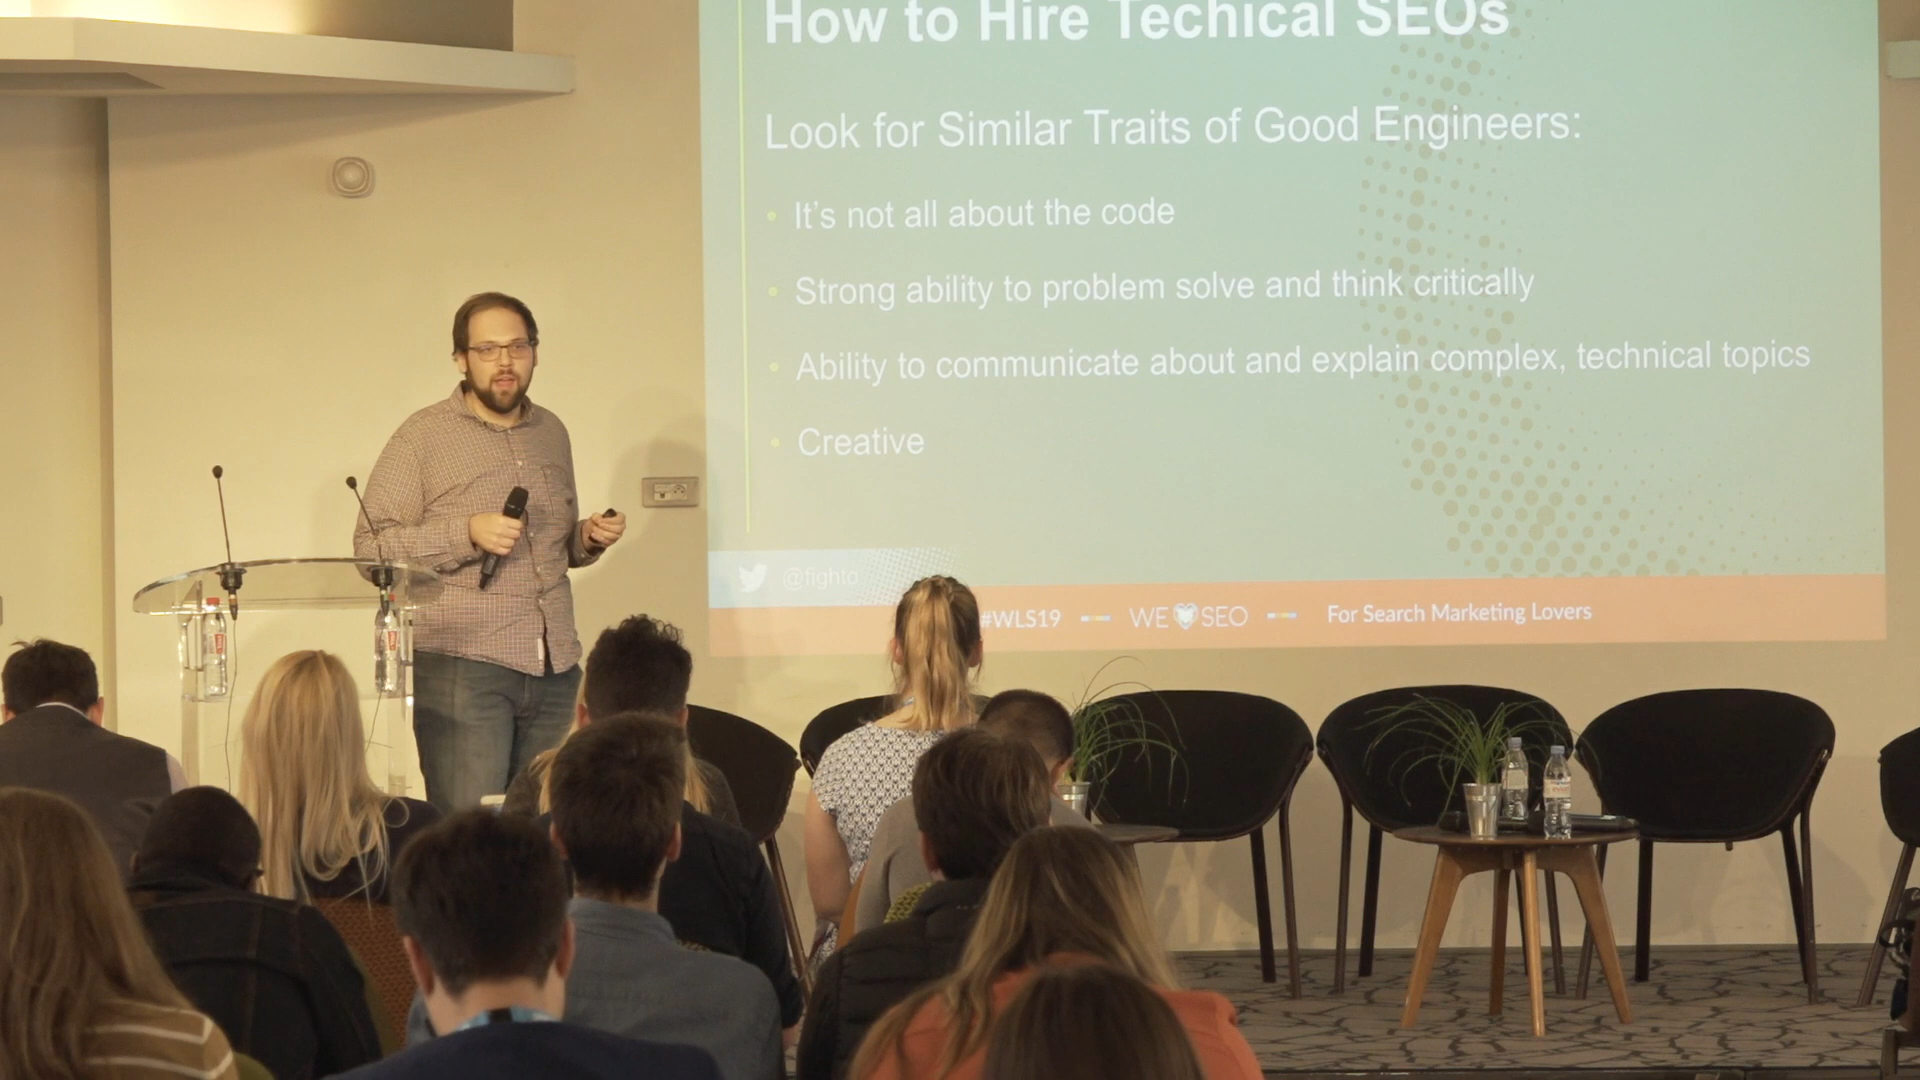 How to Hire Techical SEOs
Look for Similar Traits of Good Engineers:
• It's not all about the code
• Strong ability to problem solve and think critically
• Ability to communicate about and explain complex, technical topics
• Creative
@fighto
#WLS19 WE SEO For Search Marketing Lovers